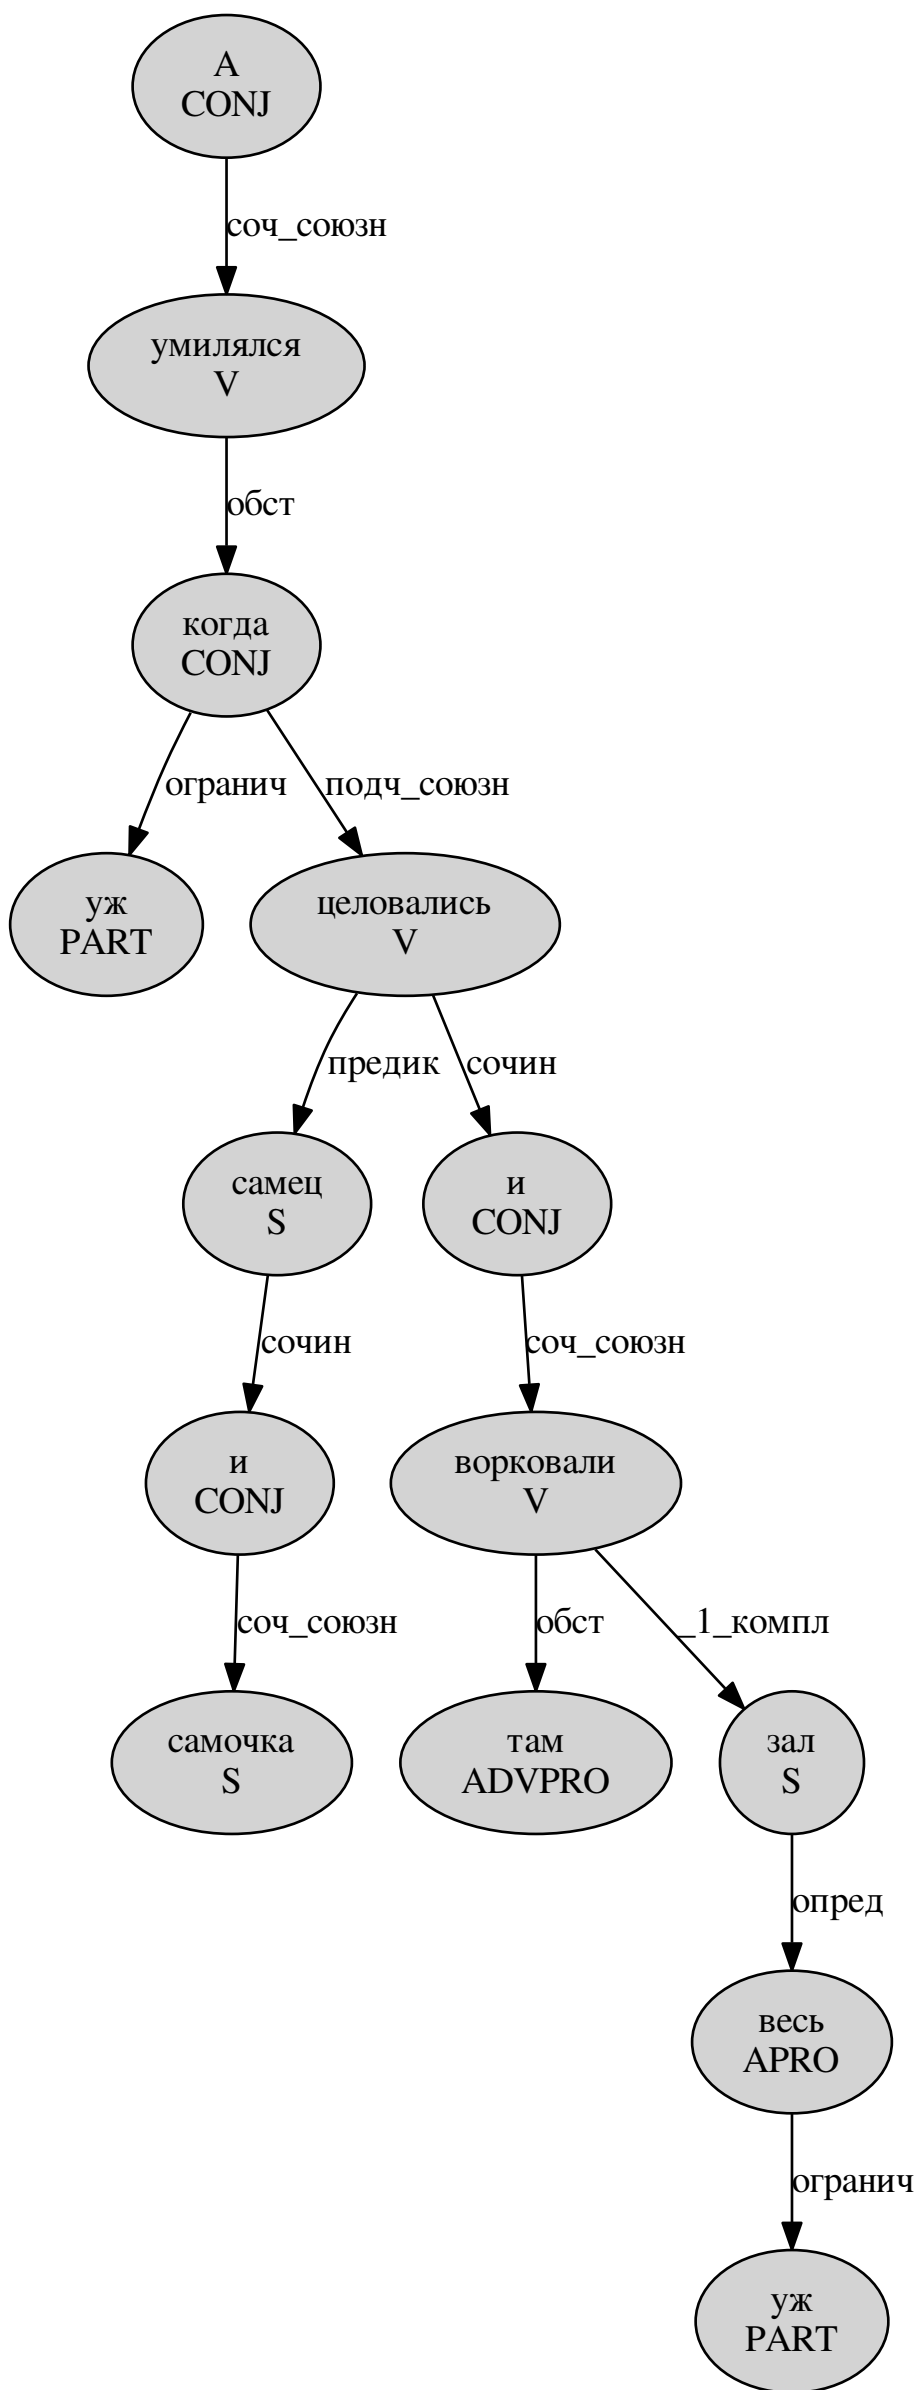 А
CONJ
соч_союзн
умилялся
V
обст
когда
CONJ
огранич
подч_союзн
уж
PART
целовались
V
предик
сочин
самец
S
и
CONJ
сочин
соч_союзн
и
CONJ
ворковали
V
соч_союзн
обст
_1_компл
самочка
S
там
ADVPRO
зал
S
опред
весь
APRO
огранич
уж
PART